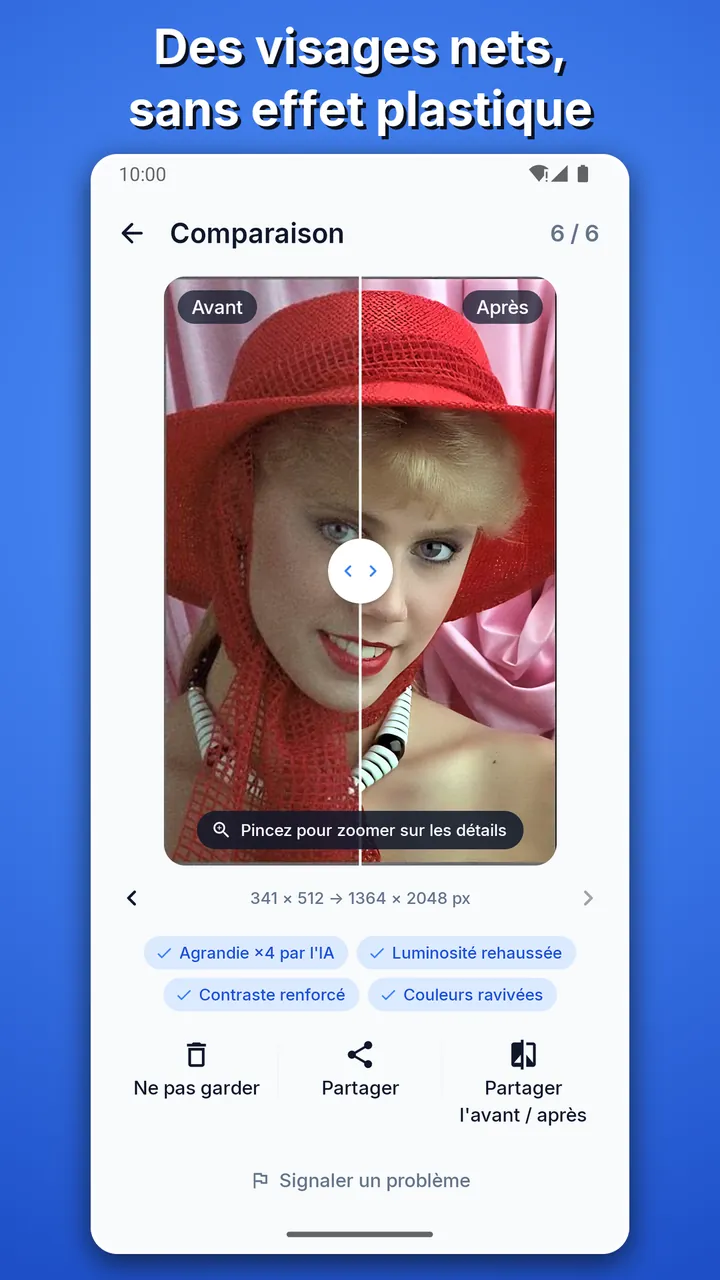 Des visages nets,
sans effet plastique
10:00
Comparaison
6 / 6
Avant
Après
Pincez pour zoomer sur les détails
341 × 512 → 1364 × 2048 px
Agrandie ×4 par l'IA
Luminosité rehaussée
Contraste renforcé
Couleurs ravivées
Ne pas garder
Partager
Partager
l'avant / après
Signaler un problème